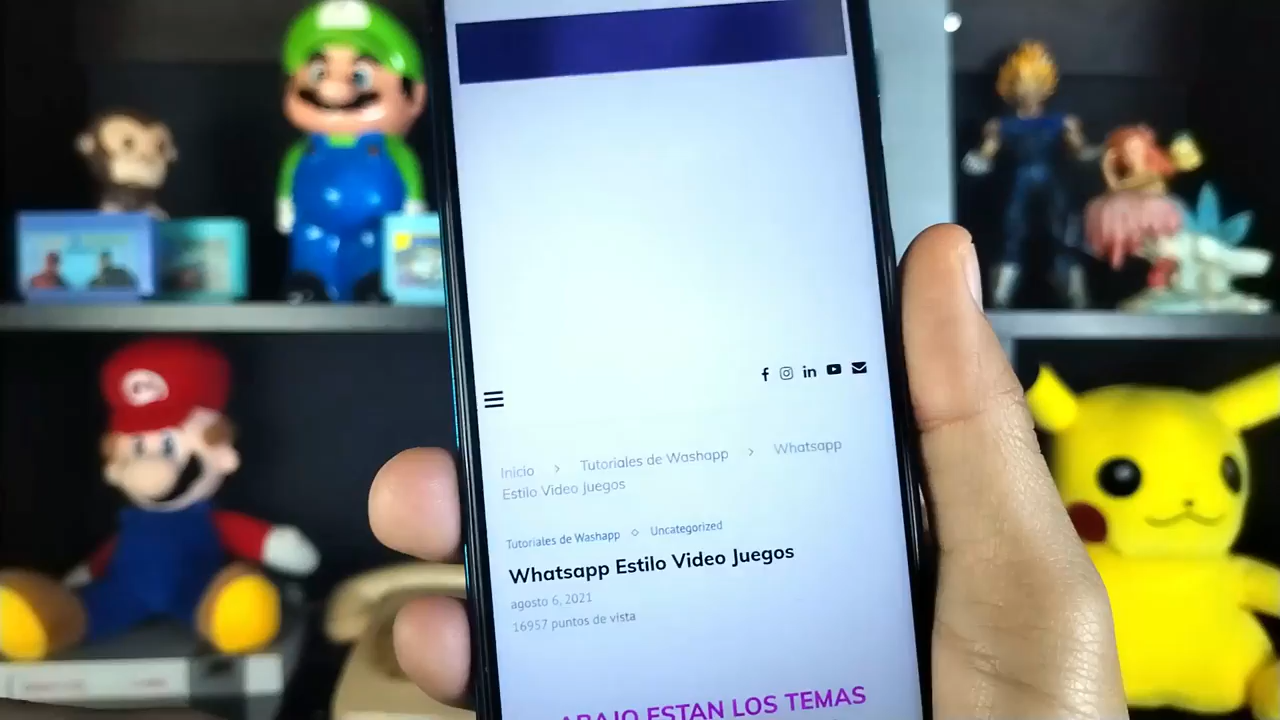 f in
Inicio > Tutoriales de Washapp > Whatsapp
Estilo Video Juegos
Tutoriales de Washapp ◇ Uncategorized
Whatsapp Estilo Video Juegos
agosto 6, 2021
16957 puntos de vista
ABAJO ESTAN LOS TEMAS